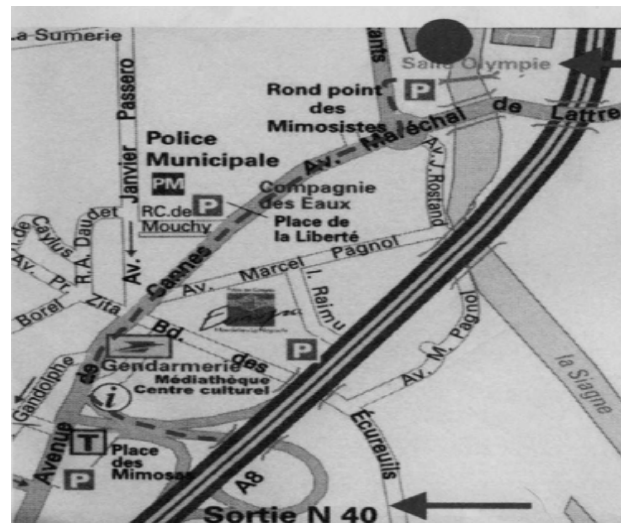 La Sumerie
Av. Janvier Passero
Salle Olympie
P
Rond point
des
Mimosistes
Av. Maréchal de Lattre
Police
Municipale
PM
P
RC.de
Mouchy
Compagnie
des Eaux
Place de
la Liberté
Av.J.Rostand
R.A. Daudet
Cavius
Av. Pr.
Borel
Zita
Av. Marcel Pagnol
I. Raimu
Bd. des
Écureuils
P
Gendarmerie
Médiathèque
Centre culturel
i
Gandolphe
Avenue de Cannes
T
Place
des
Mimosas
P
Av. M. Pagnol
la Siagne
A8
Sortie N 40